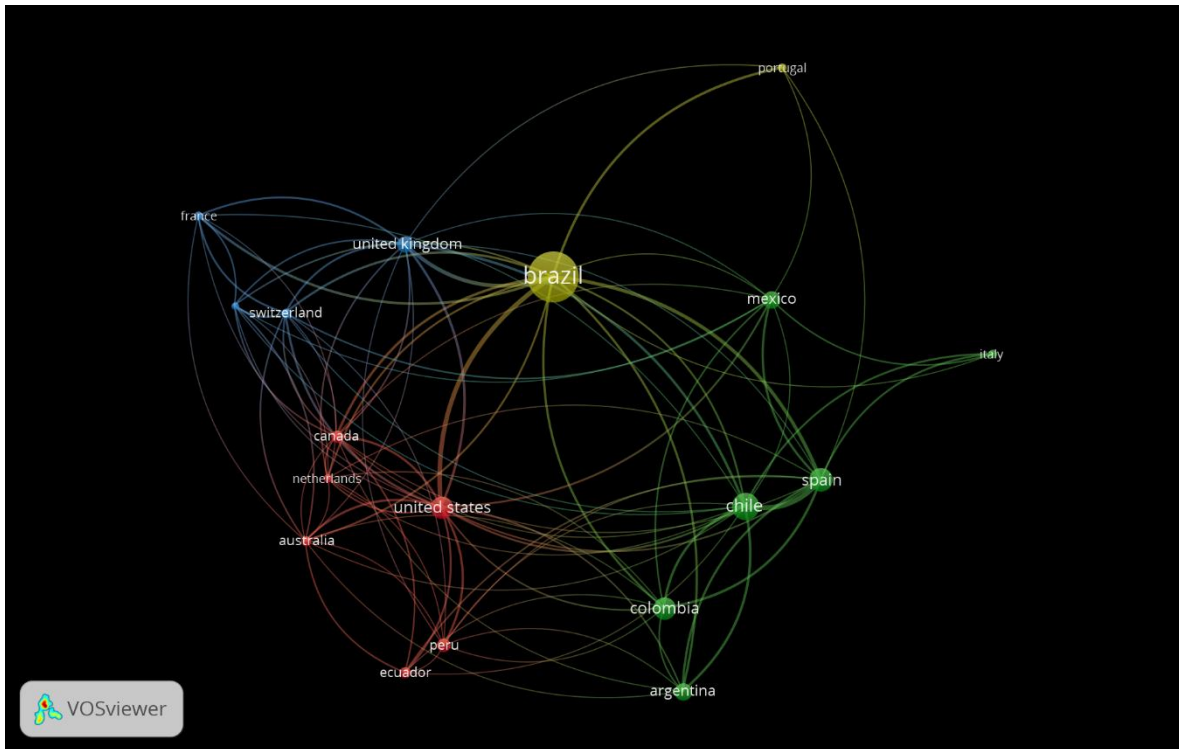 portugal
france
united kingdom
brazil
mexico
switzerland
italy
canada
netherlands
spain
united states
chile
australia
colombia
peru
ecuador
argentina
VOSviewer